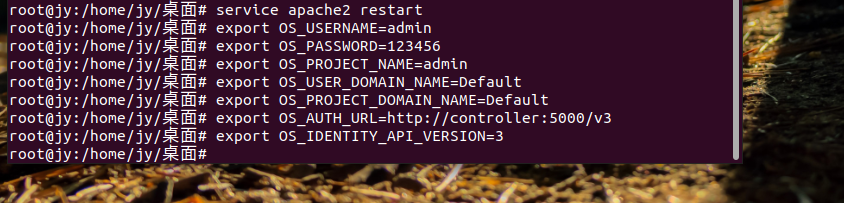 root@jy:/home/jy/桌面# service apache2 restart
root@jy:/home/jy/桌面# export OS_USERNAME=admin
root@jy:/home/jy/桌面# export OS_PASSWORD=123456
root@jy:/home/jy/桌面# export OS_PROJECT_NAME=admin
root@jy:/home/jy/桌面# export OS_USER_DOMAIN_NAME=Default
root@jy:/home/jy/桌面# export OS_PROJECT_DOMAIN_NAME=Default
root@jy:/home/jy/桌面# export OS_AUTH_URL=http://controller:5000/v3
root@jy:/home/jy/桌面# export OS_IDENTITY_API_VERSION=3
root@jy:/home/jy/桌面#